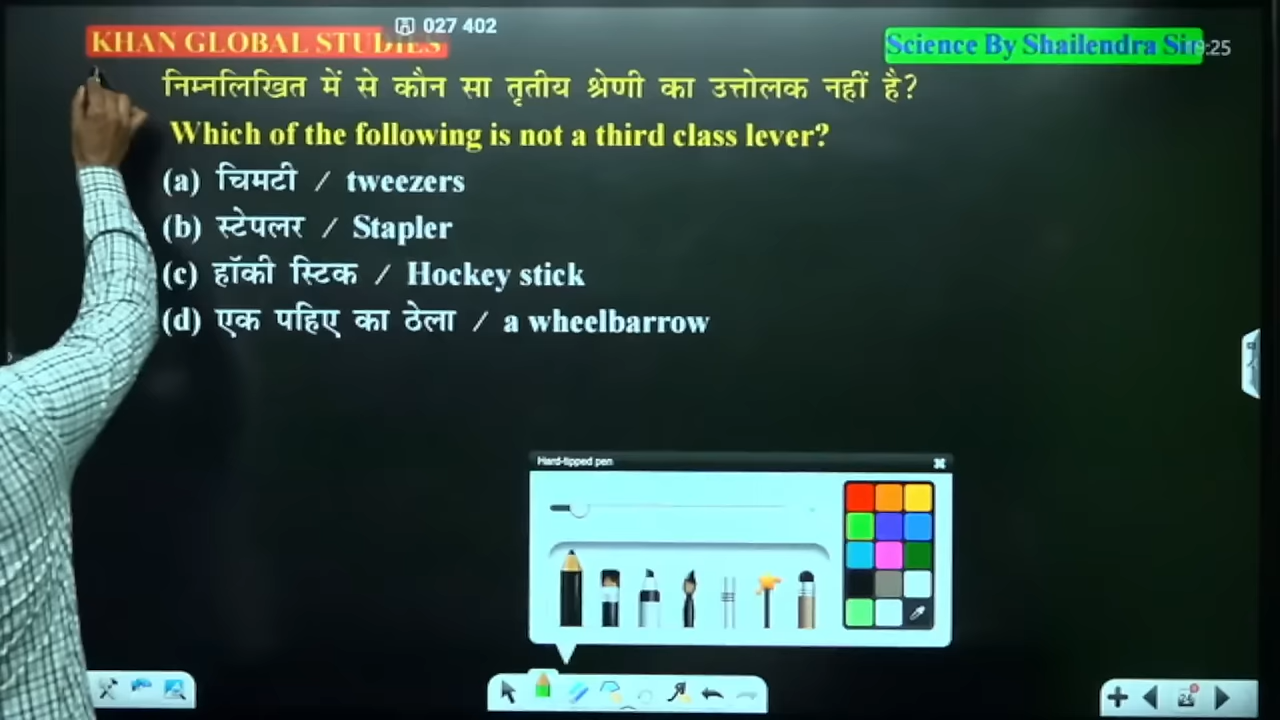 027 402
KHAN GLOBAL STUDIES
Science By Shailendra Sir
:25
निम्नलिखित में से कौन सा तृतीय श्रेणी का उत्तोलक नहीं है?
Which of the following is not a third class lever?
(a) चिमटी / tweezers
(b) स्टेपलर / Stapler
(c) हॉकी स्टिक / Hockey stick
(d) एक पहिए का ठेला / a wheelbarrow
Hard-tipped pen